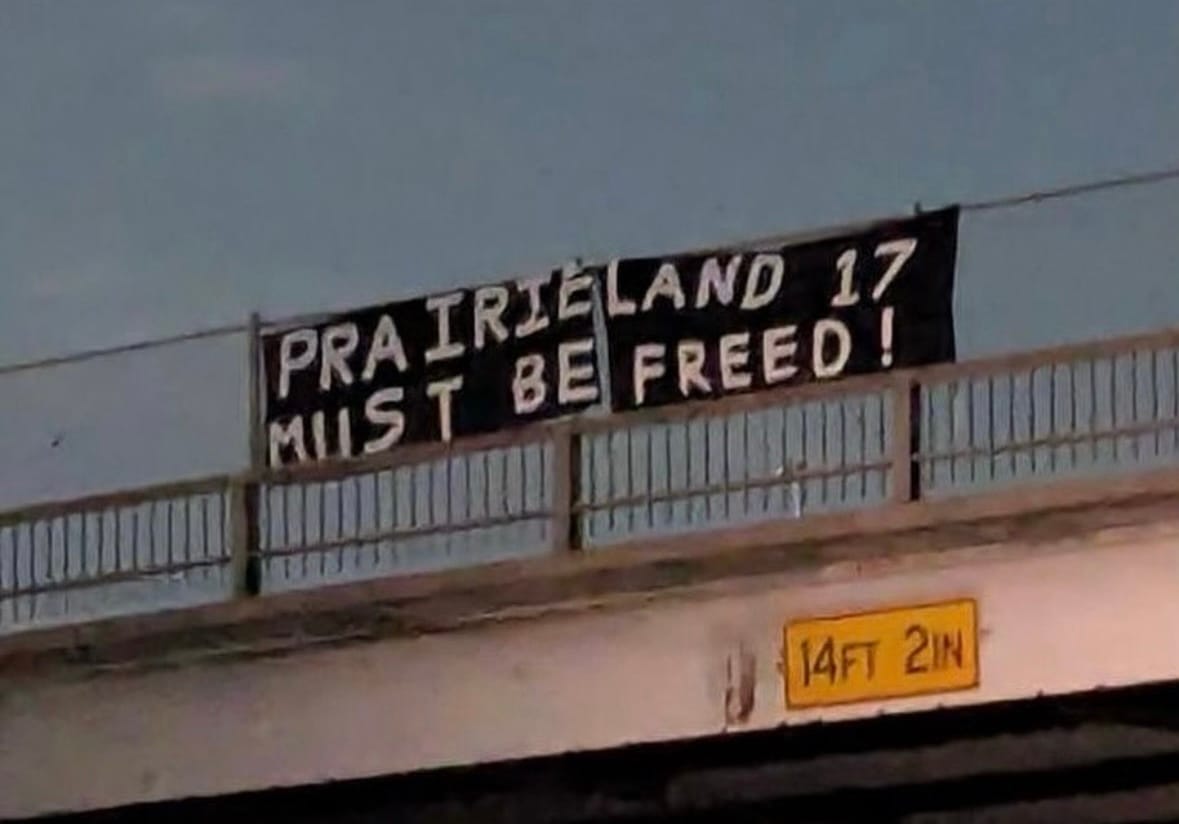 PRAIRIELAND 17
MUST BE FREED!
14FT 2IN